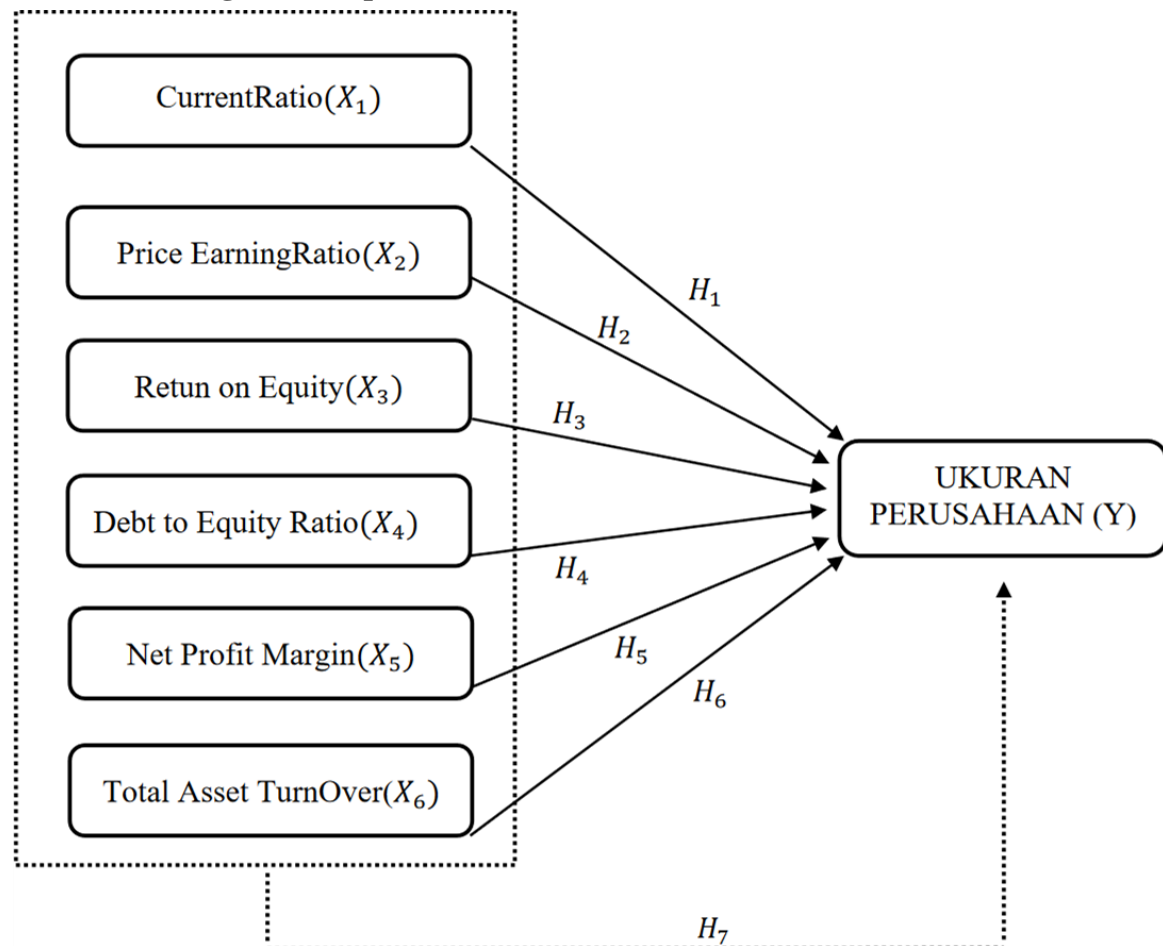 CurrentRatio(X₁)
Price EarningRatio(X₂)
Retun on Equity(X₃)
Debt to Equity Ratio(X₄)
Net Profit Margin(X₅)
Total Asset TurnOver(X₆)
H₁
H₂
H₃
H₄
H₅
H₆
UKURAN
PERUSAHAAN (Y)
H₇